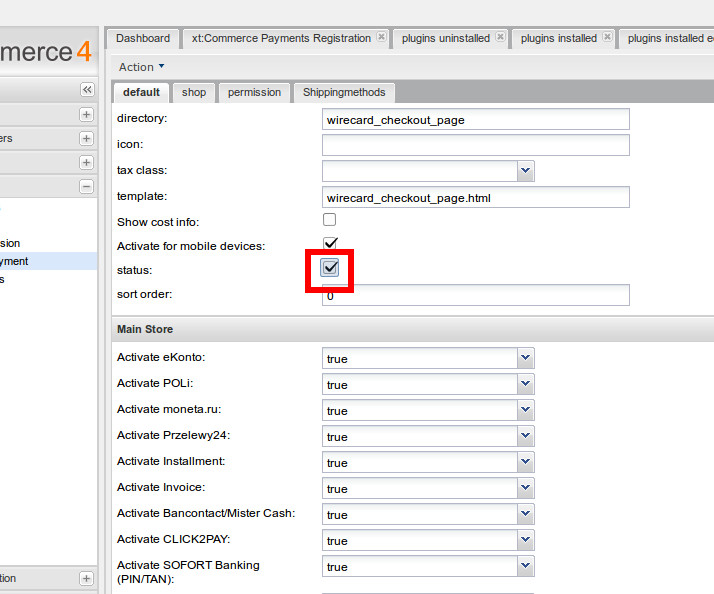 Dashboard
xt:Commerce Payments Registration
plugins uninstalled
plugins installed
plugins installed e
merce 4
Action
default
shop
permission
Shippingmethods
directory:
wirecard_checkout_page
icon:
ers
tax class:
template:
wirecard_checkout_page.html
Show cost info:
sion
Activate for mobile devices:
yment
status:
s
sort order:
0
Main Store
Activate eKonto:
true
Activate POLi:
true
Activate moneta.ru:
true
Activate Przelewy24:
true
Activate Installment:
true
Activate Invoice:
true
Activate Bancontact/Mister Cash:
true
Activate CLICK2PAY:
true
Activate SOFORT Banking
(PIN/TAN):
true
tion